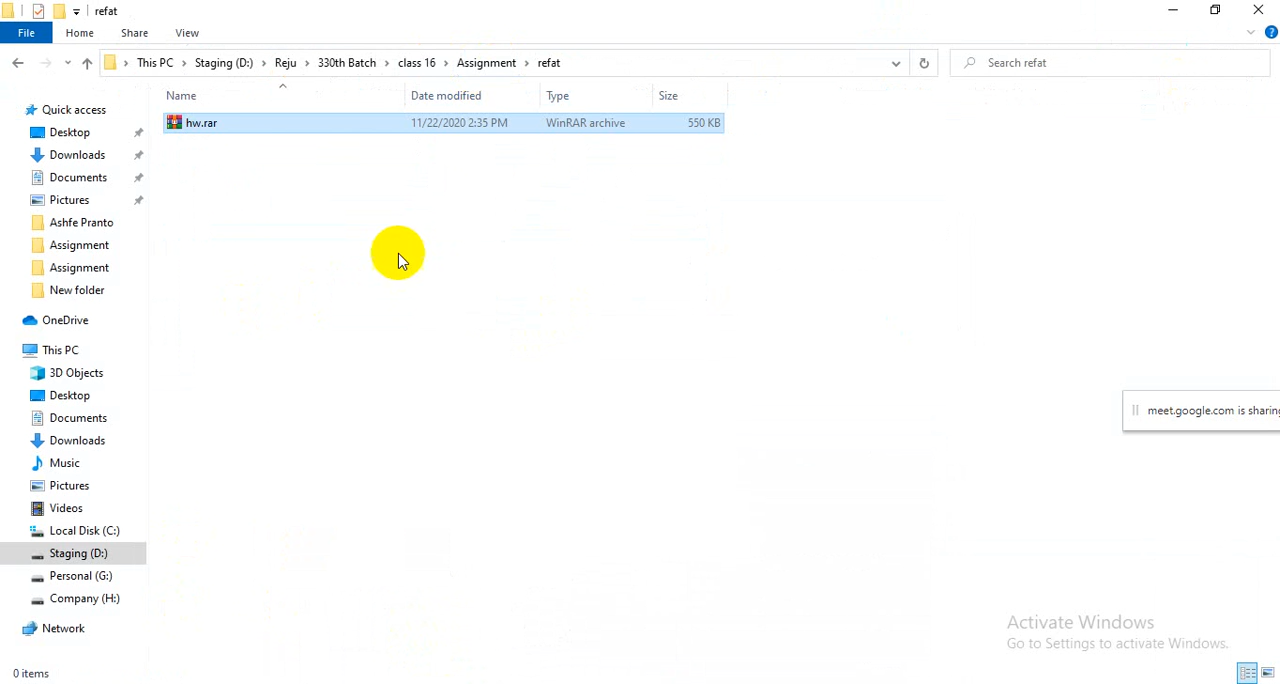 refat
File Home Share View
This PC Staging (D:) Reju 330th Batch class 16 Assignment refat
Search refat
Name Date modified Type Size
hw.rar 11/22/2020 2:35 PM WinRAR archive 550 KB
Quick access
Desktop
Downloads
Documents
Pictures
Ashfe Pranto
Assignment
Assignment
New folder
OneDrive
This PC
3D Objects
Desktop
Documents
Downloads
Music
Pictures
Videos
Local Disk (C:)
Staging (D:)
Personal (G:)
Company (H:)
Network
meet.google.com is sharing
Activate Windows
Go to Settings to activate Windows.
0 items